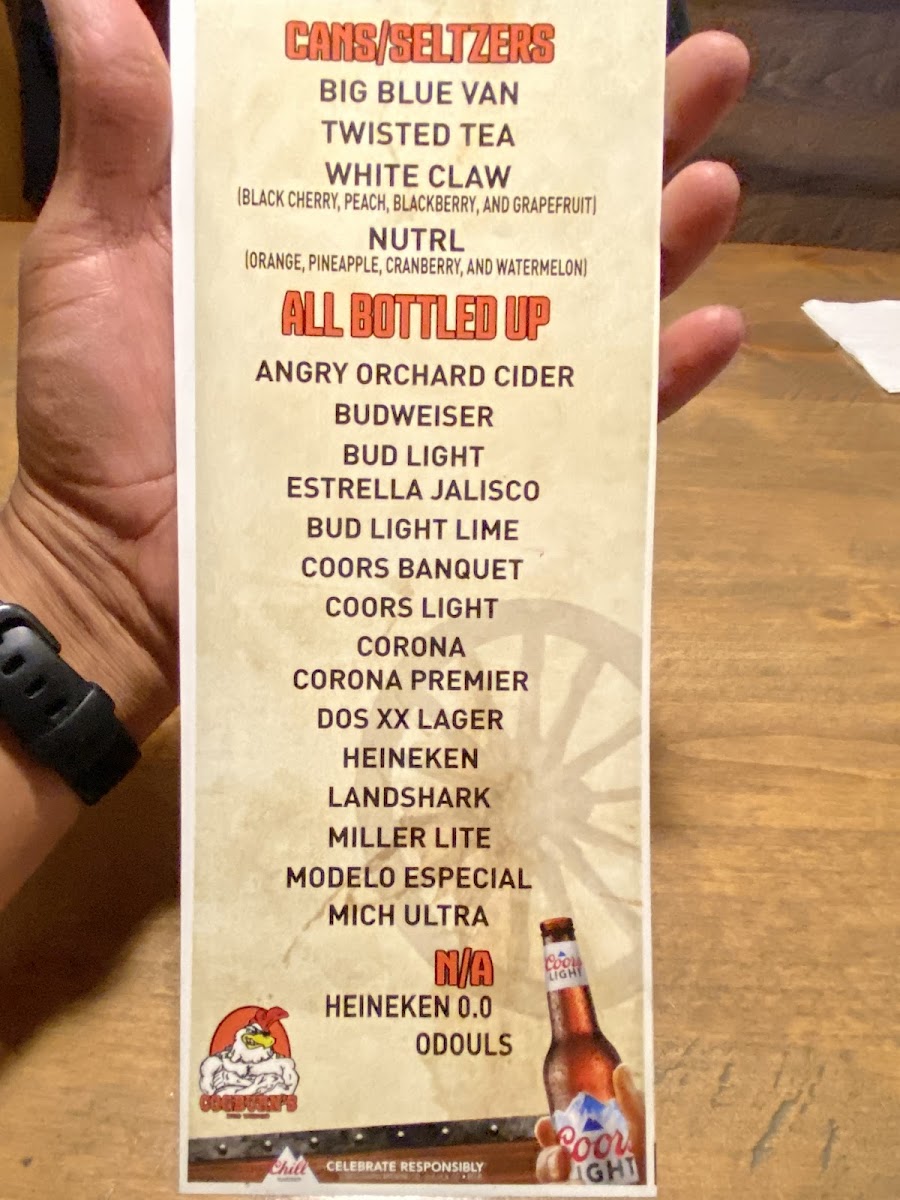 CANS/SELTZERS
BIG BLUE VAN
TWISTED TEA
WHITE CLAW
(BLACK CHERRY, PEACH, BLACKBERRY, AND GRAPEFRUIT)
NUTRL
(ORANGE, PINEAPPLE, CRANBERRY, AND WATERMELON)
ALL BOTTLED UP
ANGRY ORCHARD CIDER
BUDWEISER
BUD LIGHT
ESTRELLA JALISCO
BUD LIGHT LIME
COORS BANQUET
COORS LIGHT
CORONA
CORONA PREMIER
DOS XX LAGER
HEINEKEN
LANDSHARK
MILLER LITE
MODELO ESPECIAL
MICH ULTRA
Coors
LIGHT
N/A
HEINEKEN 0.0
ODOULS
COGBURN'S
Coors
LIGHT
Chill
CELEBRATE RESPONSIBLY